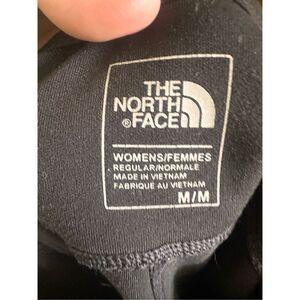 THE
NORTH
® FACE
WOMENS/FEMMES
REGULAR/NORMALE
MADE IN VIETNAM
FABRIQUE AU VIETNAM
M/M